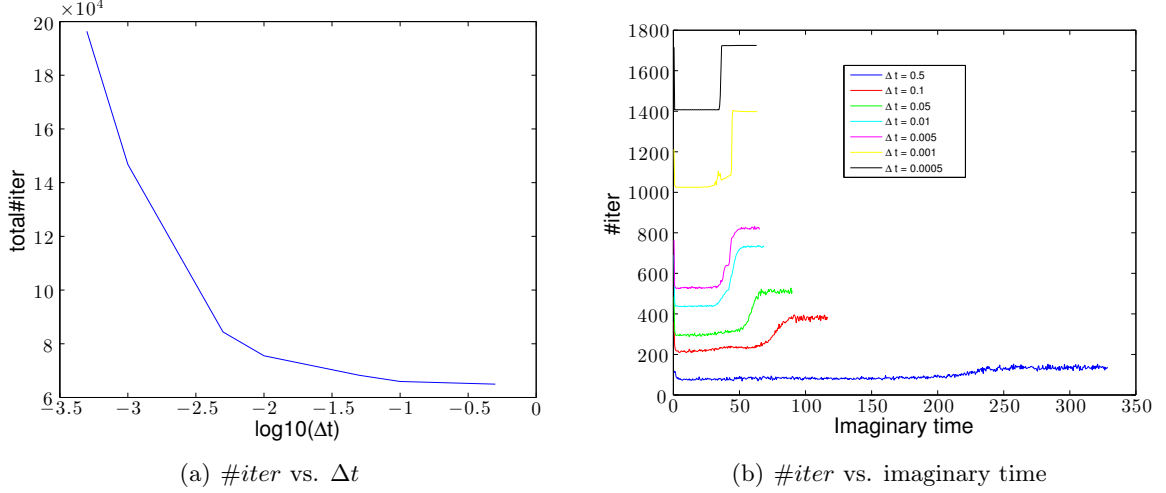 ×10⁴
20
18
16
14
12
10
8
6
total#iter
−3.5 −3 −2.5 −2 −1.5 −1 −0.5 0
log10(Δt)
(a) #iter vs. Δt
1800
1600
1400
1200
1000
800
600
400
200
0
#iter
Δ t = 0.5
Δ t = 0.1
Δ t = 0.05
Δ t = 0.01
Δ t = 0.005
Δ t = 0.001
Δ t = 0.0005
0 50 100 150 200 250 300 350
Imaginary time
(b) #iter vs. imaginary time